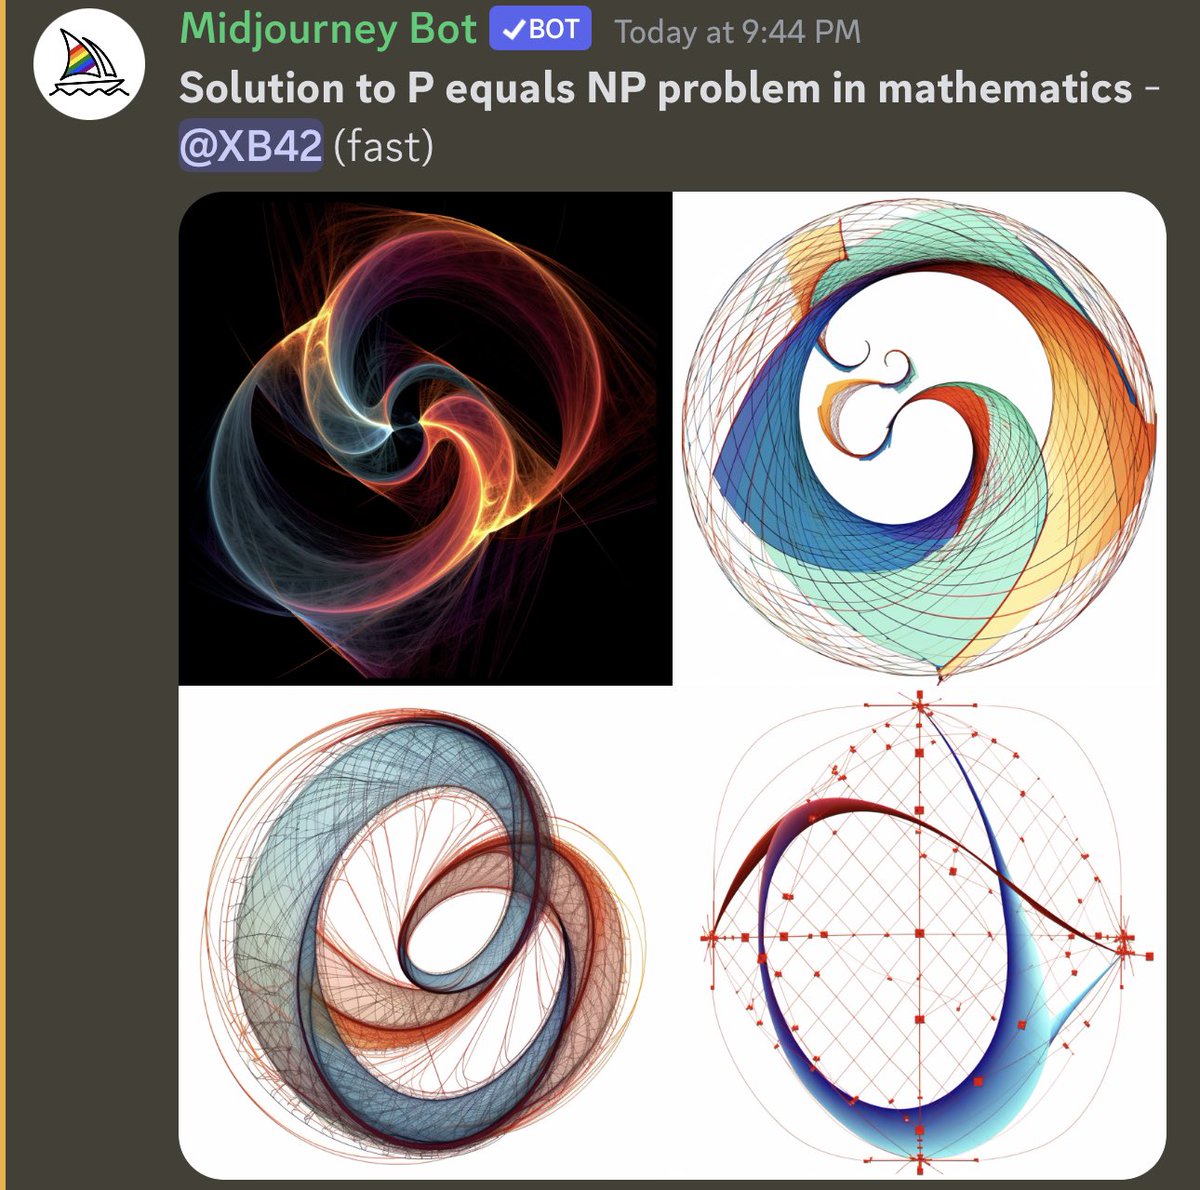 Midjourney Bot ✓BOT Today at 9:44 PM
Solution to P equals NP problem in mathematics -
@XB42 (fast)